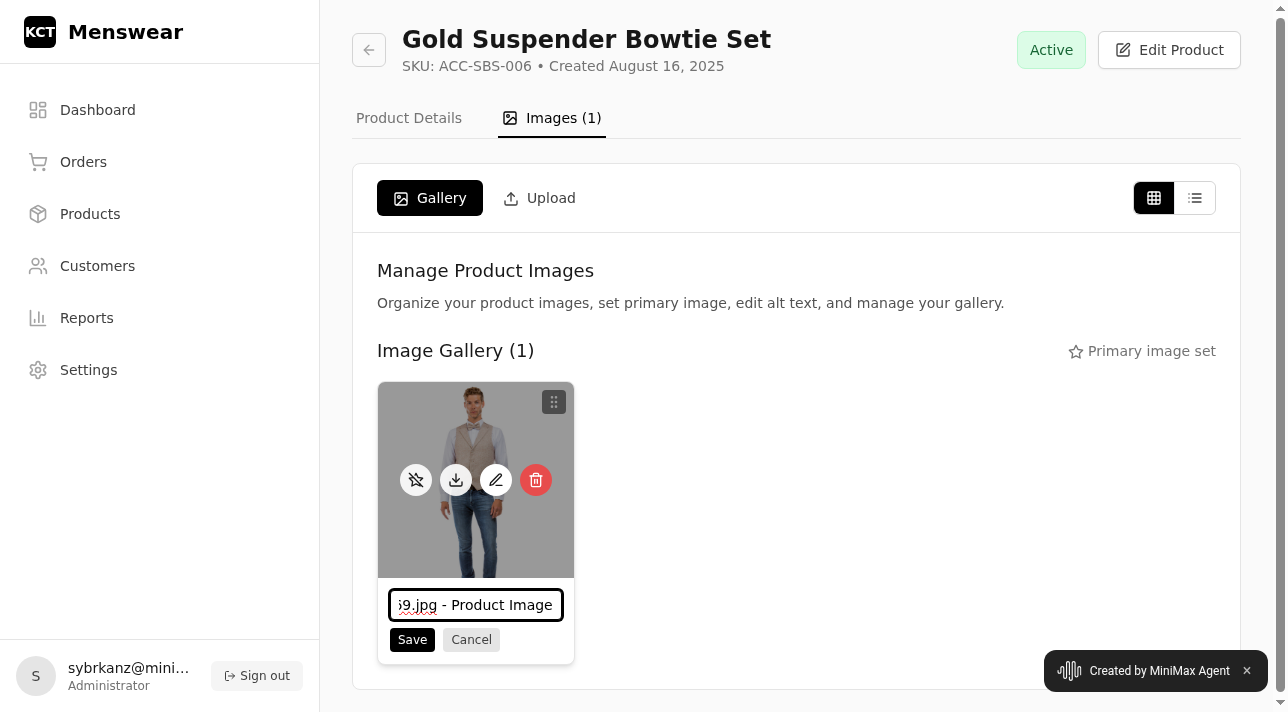 KCT Menswear
Dashboard
Orders
Products
Customers
Reports
Settings
S
sybrkanz@mini...
Administrator
Sign out
Gold Suspender Bowtie Set
SKU: ACC-SBS-006 • Created August 16, 2025
Active
Edit Product
Product Details
Images (1)
Gallery
Upload
Manage Product Images
Organize your product images, set primary image, edit alt text, and manage your gallery.
Image Gallery (1)
Primary image set
9.jpg - Product Image
Save
Cancel
Created by MiniMax Agent